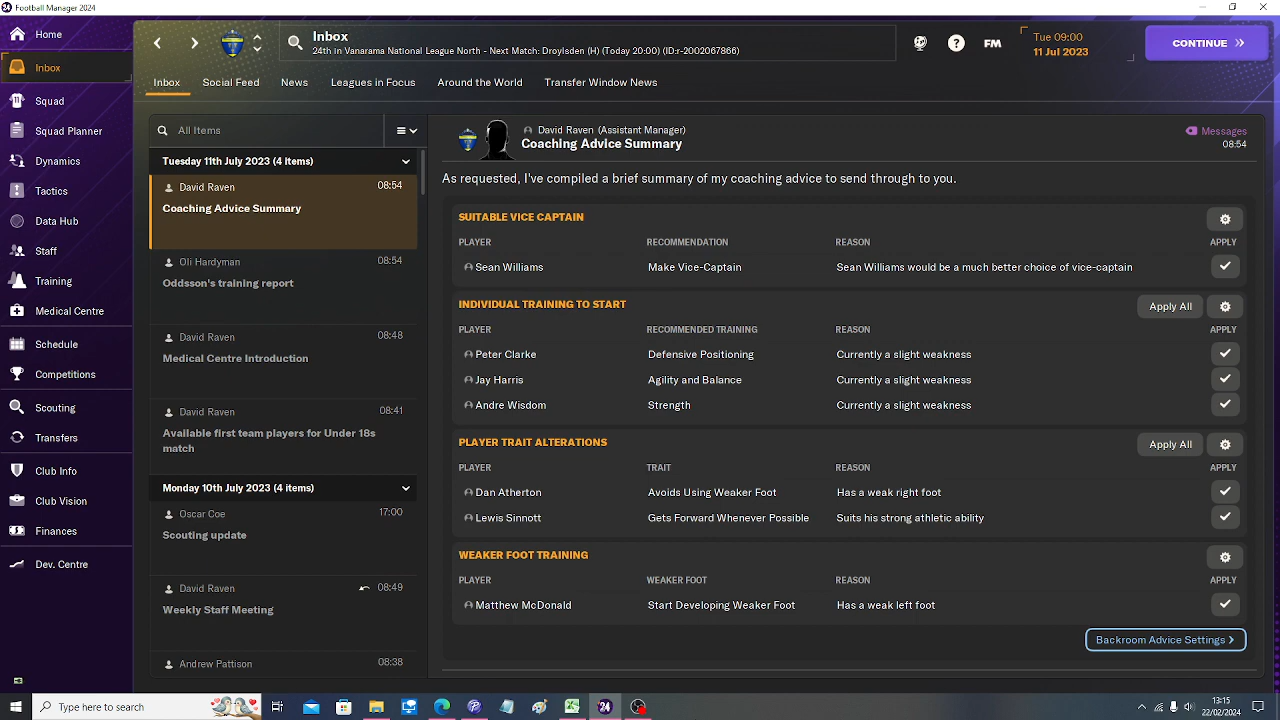 Football Manager 2024
Home
Inbox
Squad
Squad Planner
Dynamics
Tactics
Data Hub
Staff
Training
Medical Centre
Schedule
Competitions
Scouting
Transfers
Club Info
Club Vision
Finances
Dev. Centre
Inbox
24th in Vanarama National League North - Next Match: Droylsden (H) (Today 20:00) (ID:r-2002067866)
FM
Tue 09:00
11 Jul 2023
CONTINUE
Inbox Social Feed News Leagues in Focus Around the World Transfer Window News
All Items
Tuesday 11th July 2023 (4 Items)
David Raven 08:54
Coaching Advice Summary
Oli Hardyman 08:54
Oddsson's training report
David Raven 08:48
Medical Centre Introduction
David Raven 08:41
Available first team players for Under 18s
match
Monday 10th July 2023 (4 items)
Oscar Coe 17:00
Scouting update
David Raven 08:49
Weekly Staff Meeting
Andrew Pattison 08:38
David Raven (Assistant Manager)
Coaching Advice Summary
Messages
08:54
As requested, I've compiled a brief summary of my coaching advice to send through to you.
SUITABLE VICE CAPTAIN
PLAYER RECOMMENDATION REASON APPLY
Sean Williams Make Vice-Captain Sean Williams would be a much better choice of vice-captain
INDIVIDUAL TRAINING TO START Apply All
PLAYER RECOMMENDED TRAINING REASON APPLY
Peter Clarke Defensive Positioning Currently a slight weakness
Jay Harris Agility and Balance Currently a slight weakness
Andre Wisdom Strength Currently a slight weakness
PLAYER TRAIT ALTERATIONS Apply All
PLAYER TRAIT REASON APPLY
Dan Atherton Avoids Using Weaker Foot Has a weak right foot
Lewis Sinnott Gets Forward Whenever Possible Suits his strong athletic ability
WEAKER FOOT TRAINING
PLAYER WEAKER FOOT REASON APPLY
Matthew McDonald Start Developing Weaker Foot Has a weak left foot
Backroom Advice Settings
Type here to search
24
13:15
22/02/2024